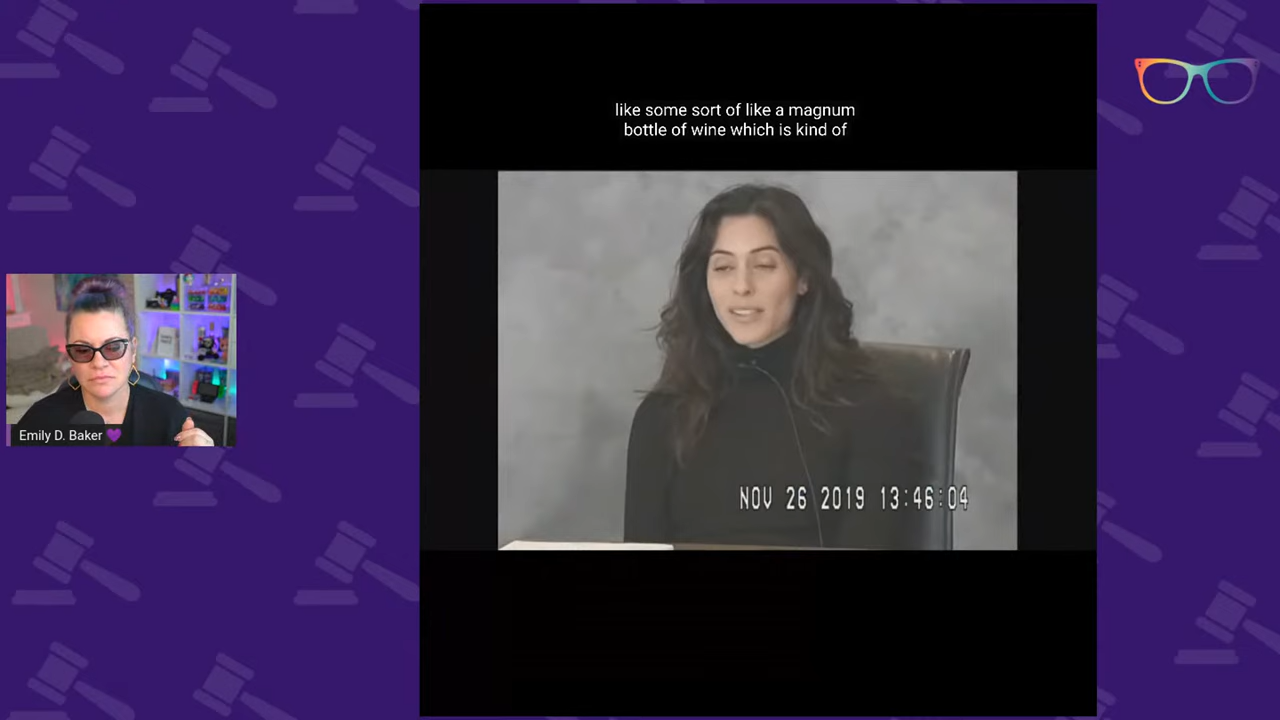 like some sort of like a magnum
bottle of wine which is kind of
NOV 26 2019 13:46:04
Emily D. Baker 💜